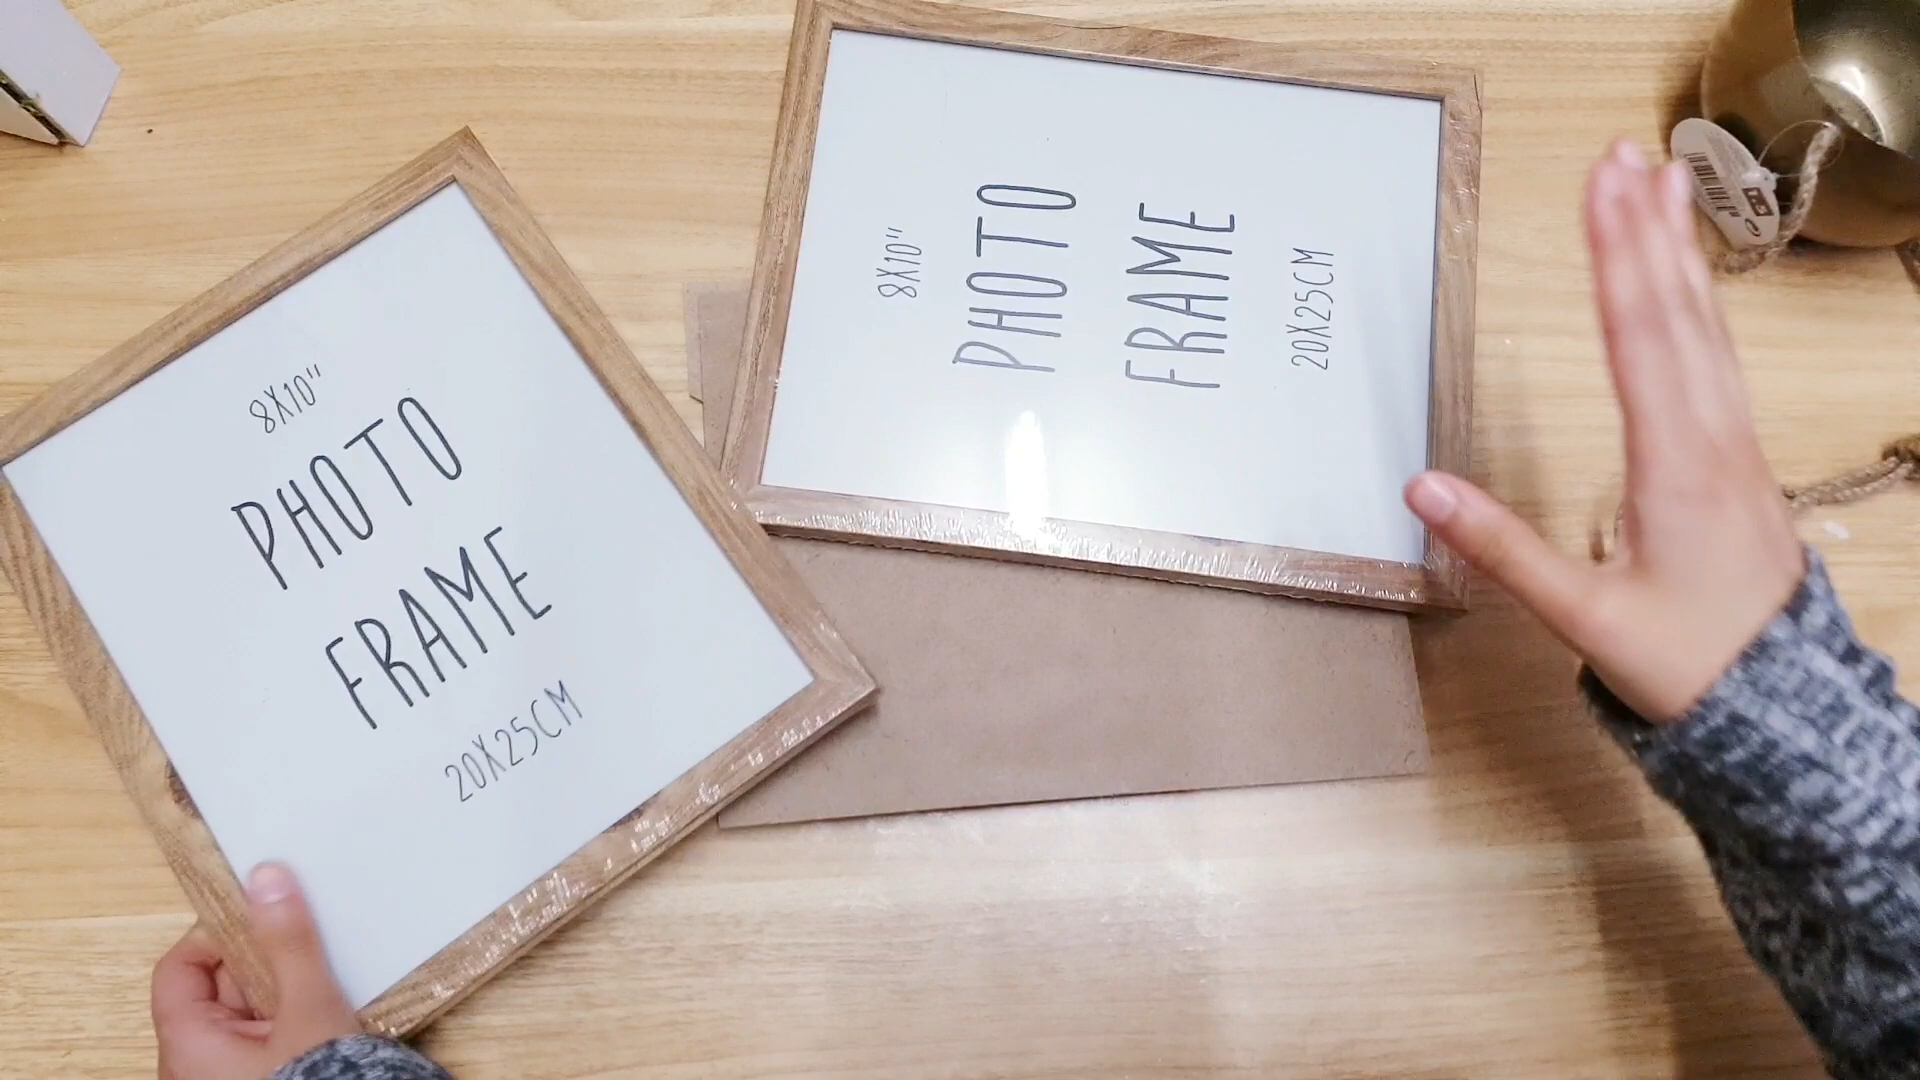 8X10"
PHOTO
FRAME
20X25CM
8X10"
PHOTO
FRAME
20X25CM